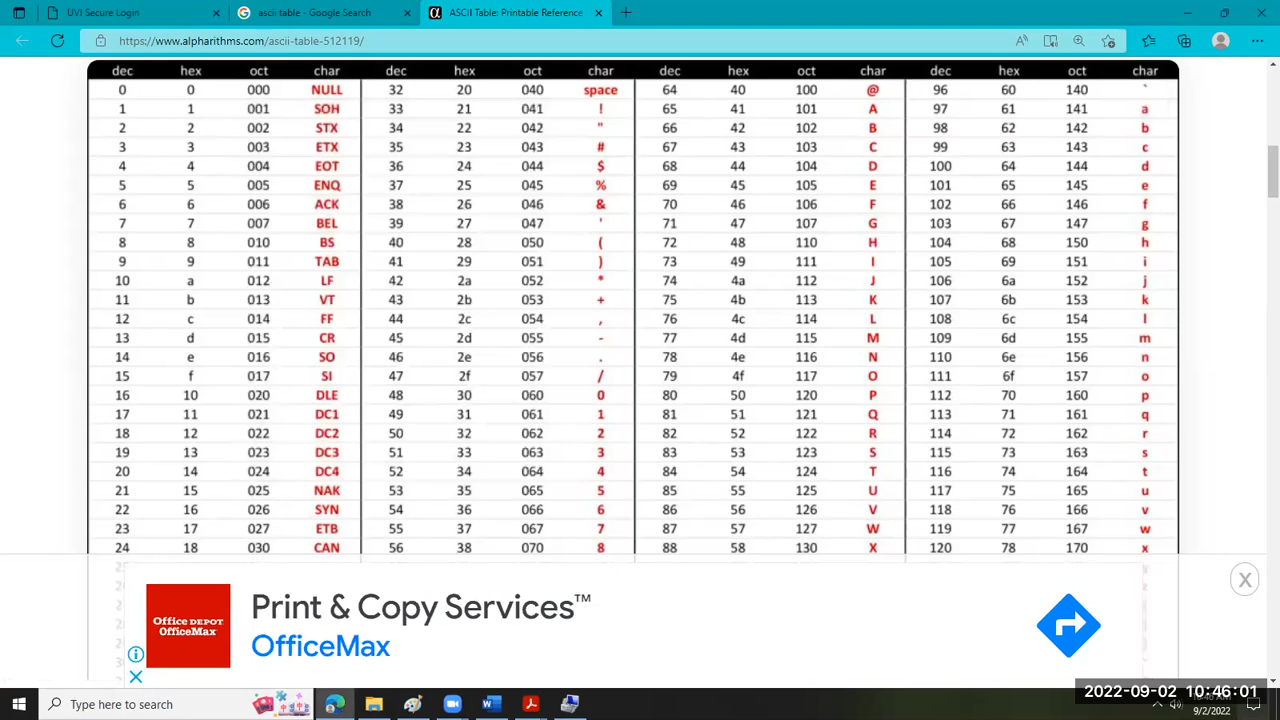 UVI Secure Login
ascii table - Google Search
ASCII Table: Printable Reference
https://www.alpharithms.com/ascii-table-512119/
dec hex oct char dec hex oct char dec hex oct char dec hex oct char
0 0 000 NULL 32 20 040 space 64 40 100 @ 96 60 140 `
1 1 001 SOH 33 21 041 ! 65 41 101 A 97 61 141 a
2 2 002 STX 34 22 042 " 66 42 102 B 98 62 142 b
3 3 003 ETX 35 23 043 # 67 43 103 C 99 63 143 c
4 4 004 EOT 36 24 044 $ 68 44 104 D 100 64 144 d
5 5 005 ENQ 37 25 045 % 69 45 105 E 101 65 145 e
6 6 006 ACK 38 26 046 & 70 46 106 F 102 66 146 f
7 7 007 BEL 39 27 047 ' 71 47 107 G 103 67 147 g
8 8 010 BS 40 28 050 ( 72 48 110 H 104 68 150 h
9 9 011 TAB 41 29 051 ) 73 49 111 I 105 69 151 i
10 a 012 LF 42 2a 052 * 74 4a 112 J 106 6a 152 j
11 b 013 VT 43 2b 053 + 75 4b 113 K 107 6b 153 k
12 c 014 FF 44 2c 054 , 76 4c 114 L 108 6c 154 l
13 d 015 CR 45 2d 055 - 77 4d 115 M 109 6d 155 m
14 e 016 SO 46 2e 056 . 78 4e 116 N 110 6e 156 n
15 f 017 SI 47 2f 057 / 79 4f 117 O 111 6f 157 o
16 10 020 DLE 48 30 060 0 80 50 120 P 112 70 160 p
17 11 021 DC1 49 31 061 1 81 51 121 Q 113 71 161 q
18 12 022 DC2 50 32 062 2 82 52 122 R 114 72 162 r
19 13 023 DC3 51 33 063 3 83 53 123 S 115 73 163 s
20 14 024 DC4 52 34 064 4 84 54 124 T 116 74 164 t
21 15 025 NAK 53 35 065 5 85 55 125 U 117 75 165 u
22 16 026 SYN 54 36 066 6 86 56 126 V 118 76 166 v
23 17 027 ETB 55 37 067 7 87 57 127 W 119 77 167 w
24 18 030 CAN 56 38 070 8 88 58 130 X 120 78 170 x
Office DEPOT
OfficeMax
Print & Copy Services™
OfficeMax
Type here to search
2022-09-02 10:46:01
9/2/2022